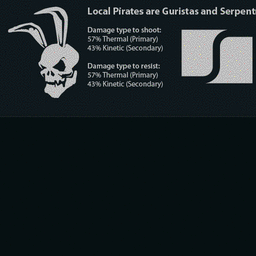 Local Pirates are Guristas and Serpent
Damage type to shoot:
57% Thermal (Primary)
43% Kinetic (Secondary)
Damage type to resist:
57% Thermal (Primary)
43% Kinetic (Secondary)